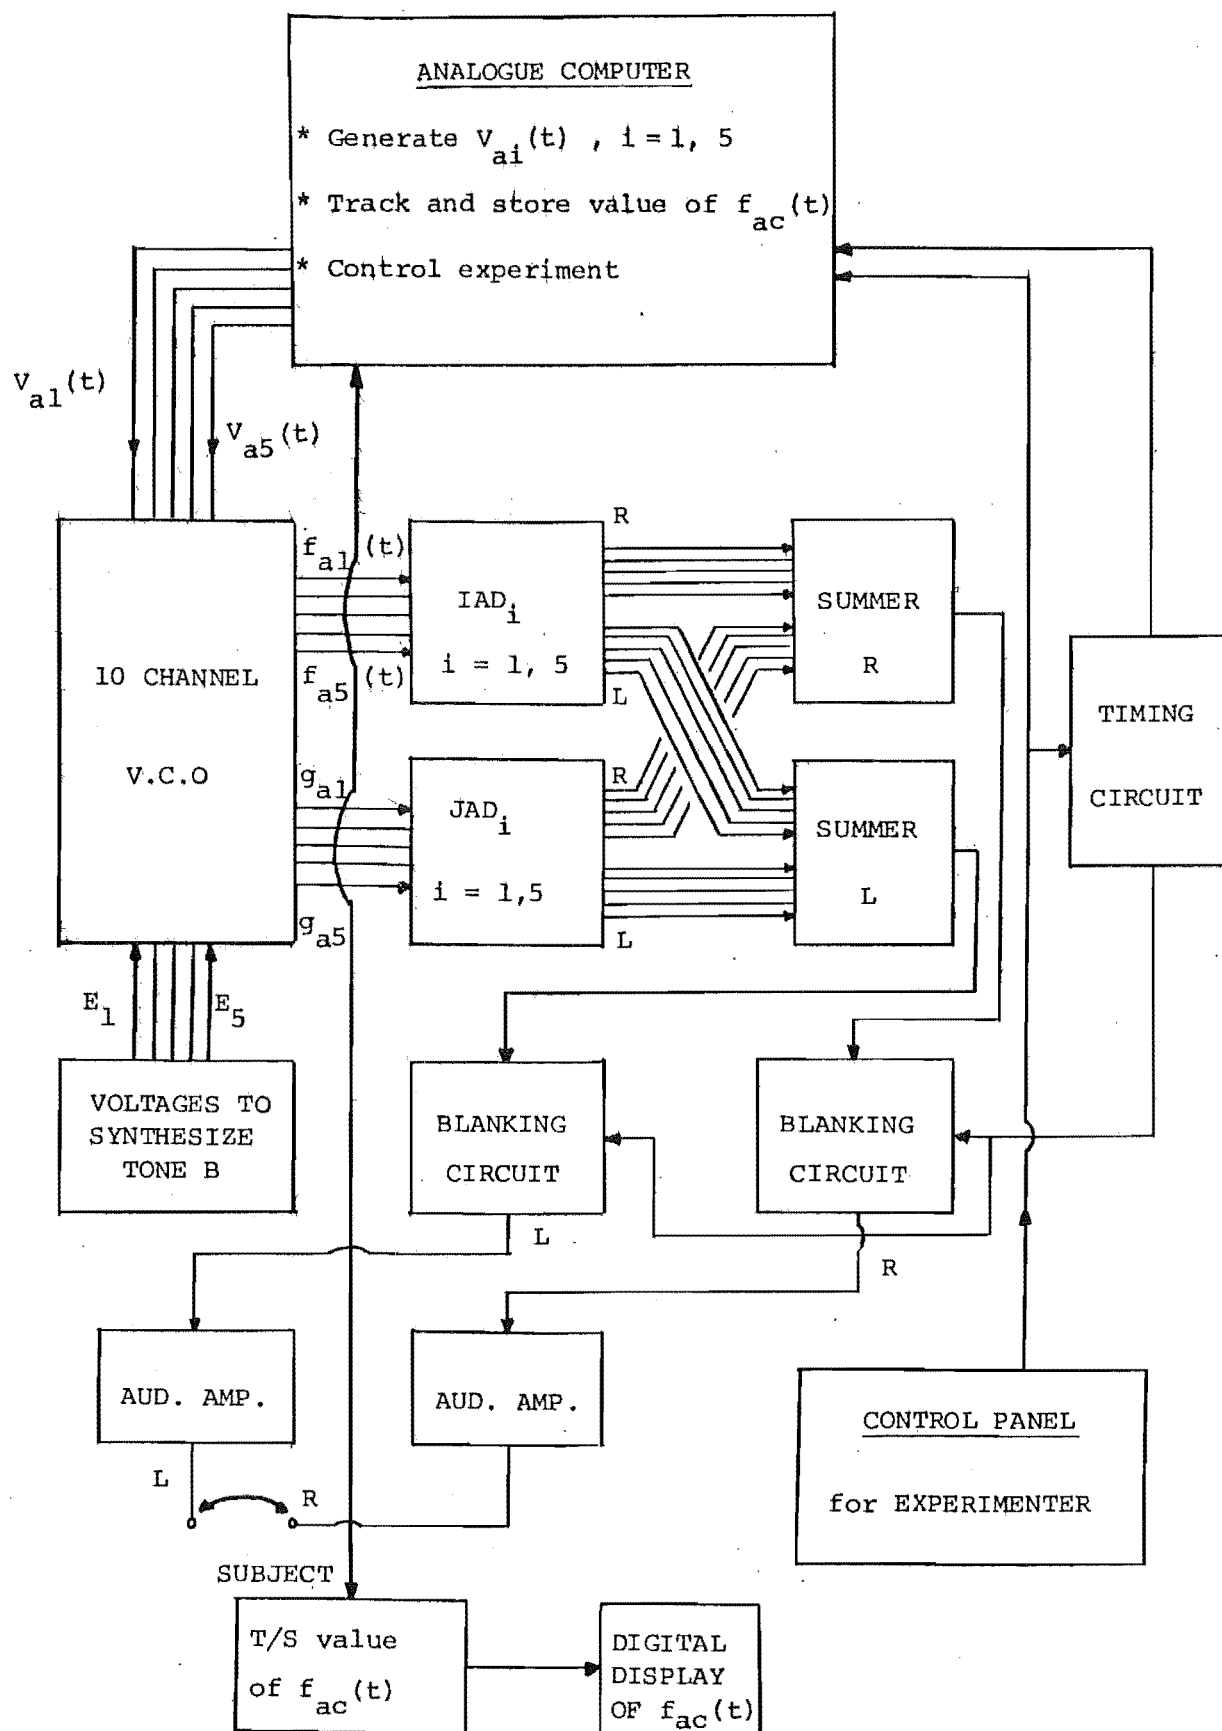 ANALOGUE COMPUTER
* Generate V_ai(t) , i = 1, 5
* Track and store value of f_ac(t)
* Control experiment
V_a1(t)
V_a5(t)
10 CHANNEL
V.C.O
f_a1(t)
f_a5(t)
g_a1
g_a5
IAD_i
i = 1, 5
R
L
JAD_i
i = 1,5
R
L
SUMMER
R
SUMMER
L
TIMING
CIRCUIT
E_1
E_5
VOLTAGES TO
SYNTHESIZE
TONE B
BLANKING
CIRCUIT
L
BLANKING
CIRCUIT
R
AUD. AMP.
AUD. AMP.
L
R
SUBJECT
CONTROL PANEL
for EXPERIMENTER
T/S value
of f_ac(t)
DIGITAL
DISPLAY
OF f_ac(t)